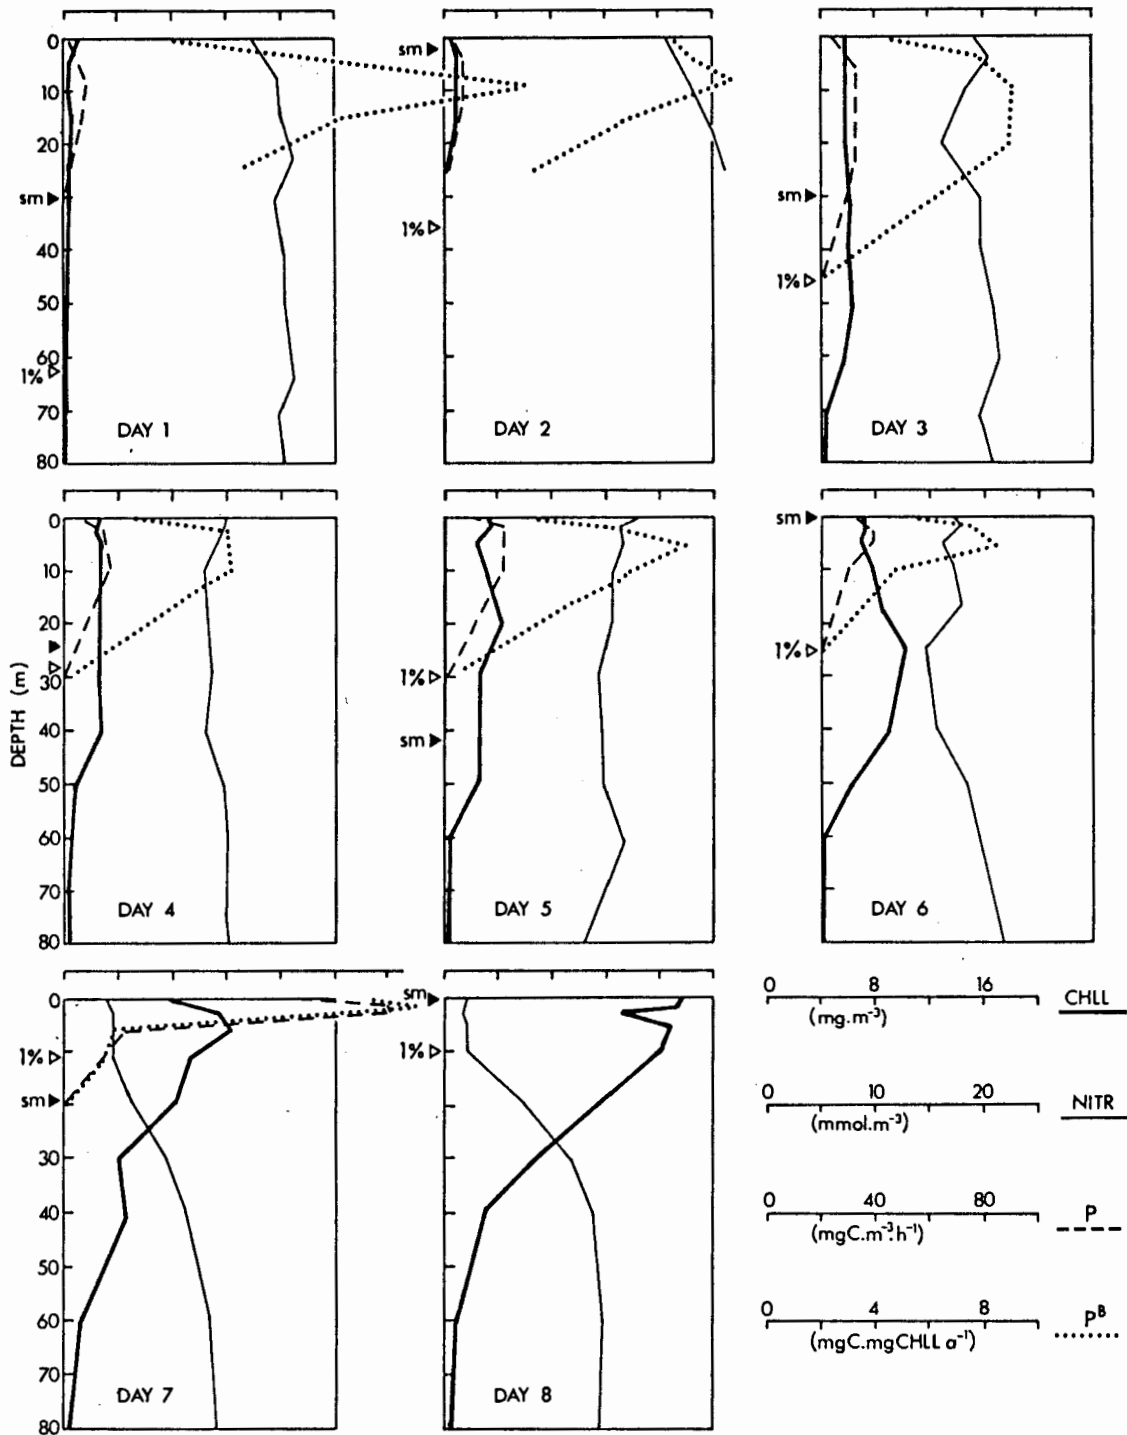 0
10
20
sm
30
40
50
60
1%
70
80
DAY 1
sm
1%
DAY 2
sm
1%
DAY 3
0
10
20
30
40
50
60
70
80
DEPTH (m)
DAY 4
1%
sm
DAY 5
sm
1%
DAY 6
0
1%
sm
30
40
50
60
70
80
DAY 7
sm
1%
DAY 8
0 8 16 CHLL
(mg.m⁻³)
0 10 20 NITR
(mmol.m⁻³)
0 40 80 P
(mgC.m⁻³.h⁻¹)
0 4 8 Pᴮ
(mgC.mgCHLL a⁻¹)